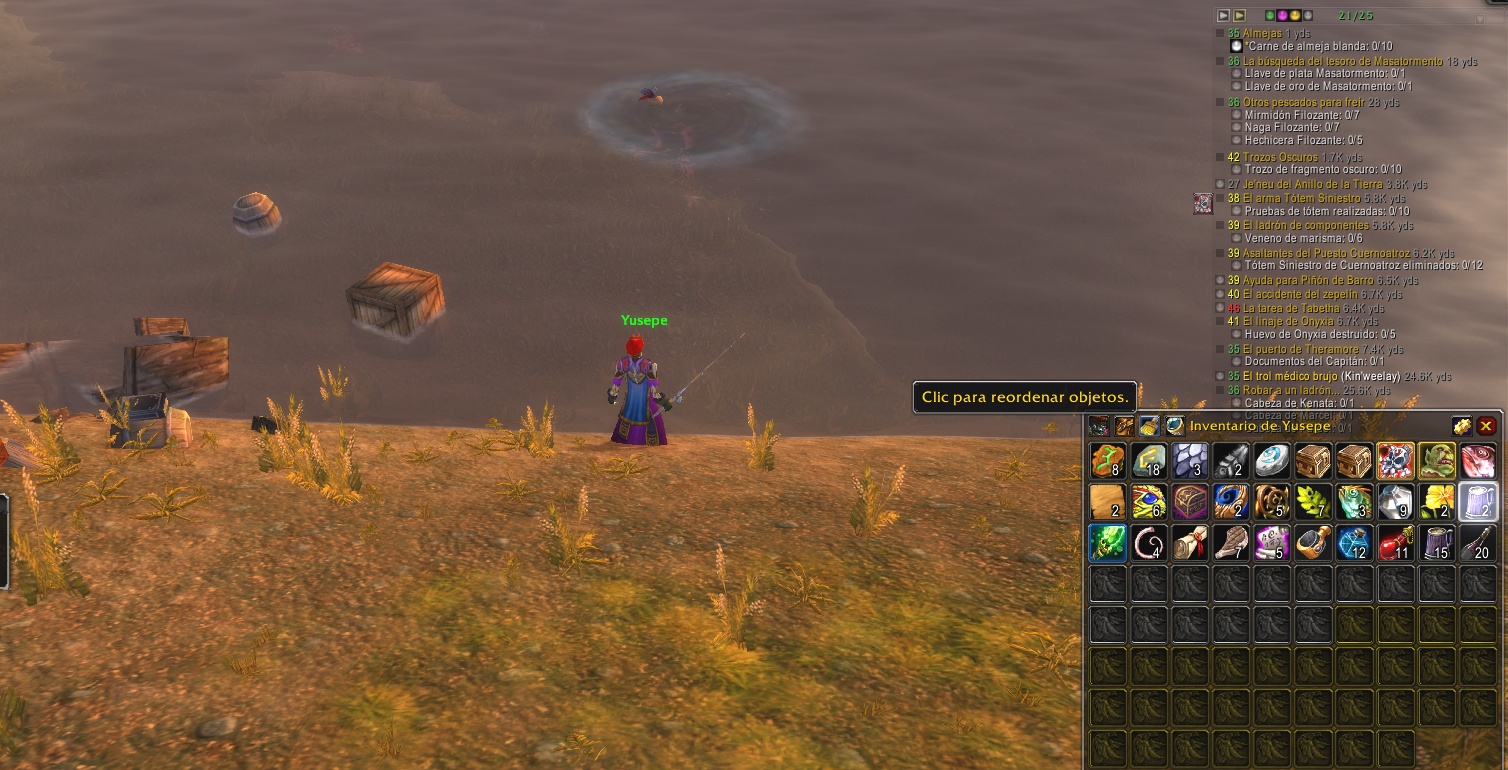 21/25
35 Almejas 1 yds
*Carne de almeja blanda: 0/10
36 La búsqueda del tesoro de Masatormento 18 yds
Llave de plata Masatormento: 0/1
Llave de oro de Masatormento: 0/1
36 Otros pescados para freír 28 yds
Mirmidón Filozante: 0/7
Naga Filozante: 0/7
Hechicera Filozante: 0/5
42 Trozos Oscuros 1.7K yds
Trozo de fragmento oscuro: 0/10
27 Je'neu del Anillo de la Tierra 3.8K yds
38 El arma Tótem Siniestro 5.8K yds
Pruebas de tótem realizadas: 0/10
39 El ladrón de componentes 5.8K yds
Veneno de marisma: 0/6
39 Asaltantes del Puesto Cuernoatroz 6.2K yds
Tótem Siniestro de Cuernoatroz eliminados: 0/12
39 Ayuda para Piñón de Barro 6.5K yds
40 El accidente del zepelín 6.7K yds
La tarea de Tabetha 6.4K yds
41 El linaje de Onyxia 6.7K yds
Huevo de Onyxia destruido: 0/5
35 El puerto de Theramore 7.4K yds
Documentos del Capitán: 0/1
35 El trol médico brujo (Kin'weelay) 24.6K yds
36 Robar a un ladrón... 25.6K yds
Cabeza de Kenata: 0/1
Cabeza de Marcel: 0/1
Yusepe
Clic para reordenar objetos.
Inventario de Yusepe
8 18 3 2
2 6 2 5 7 3 9 2 2
4 7 5 12 11 15 20